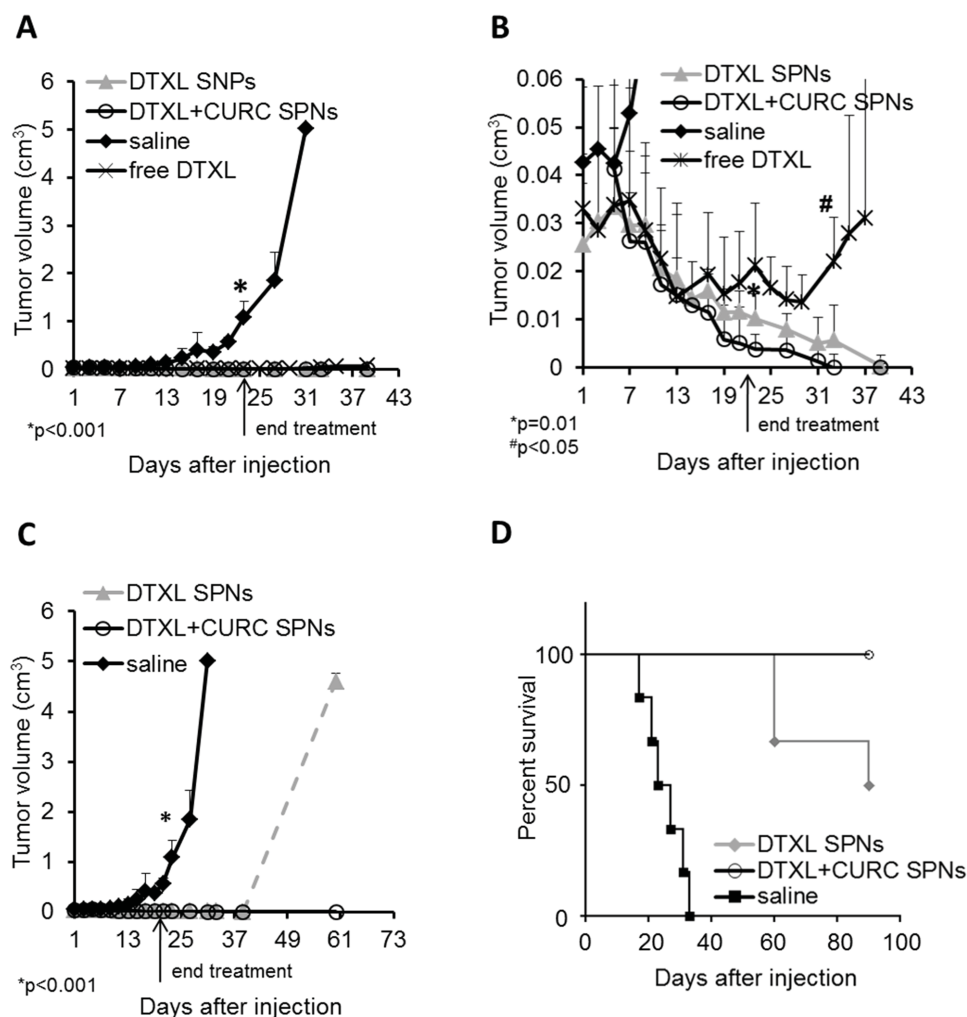 A
DTXL SNPs
DTXL+CURC SPNs
saline
free DTXL
Tumor volume (cm³)
6
5
4
3
2
1
0
1 7 13 19 25 31 37 43
*
*p<0.001
end treatment
Days after injection
B
DTXL SPNs
DTXL+CURC SPNs
saline
free DTXL
Tumor volume (cm³)
0.06
0.05
0.04
0.03
0.02
0.01
0
1 7 13 19 25 31 37 43
#
*
*p=0.01
#p<0.05
end treatment
Days after injection
C
DTXL SPNs
DTXL+CURC SPNs
saline
Tumor volume (cm³)
6
5
4
3
2
1
0
1 13 25 37 49 61 73
*
*p<0.001
end treatment
Days after injection
D
Percent survival
100
50
0
0 20 40 60 80 100
DTXL SPNs
DTXL+CURC SPNs
saline
Days after injection